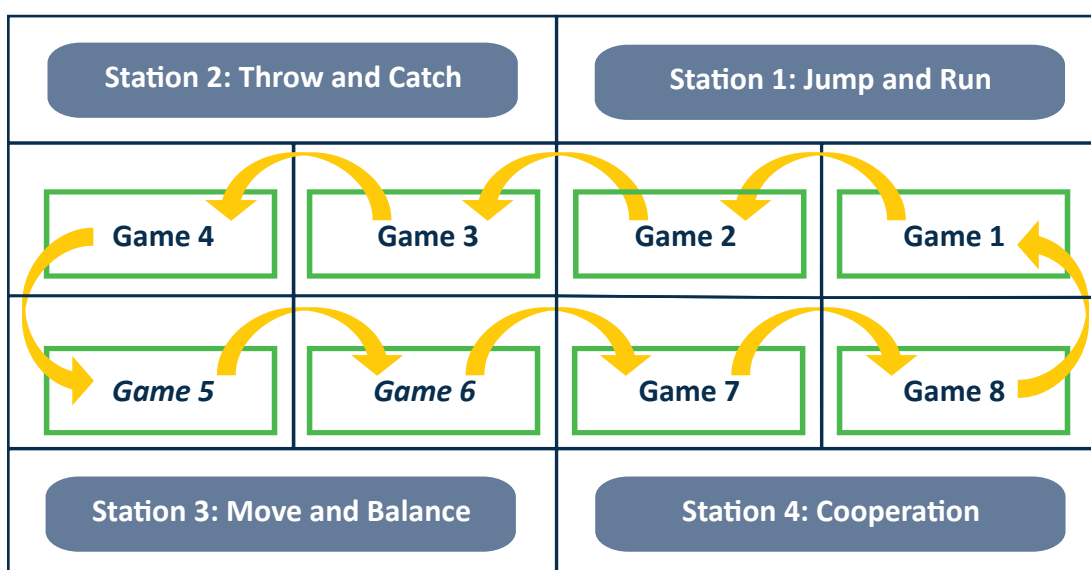 Station 2: Throw and Catch
Station 1: Jump and Run
Game 4
Game 3
Game 2
Game 1
Game 5
Game 6
Game 7
Game 8
Station 3: Move and Balance
Station 4: Cooperation